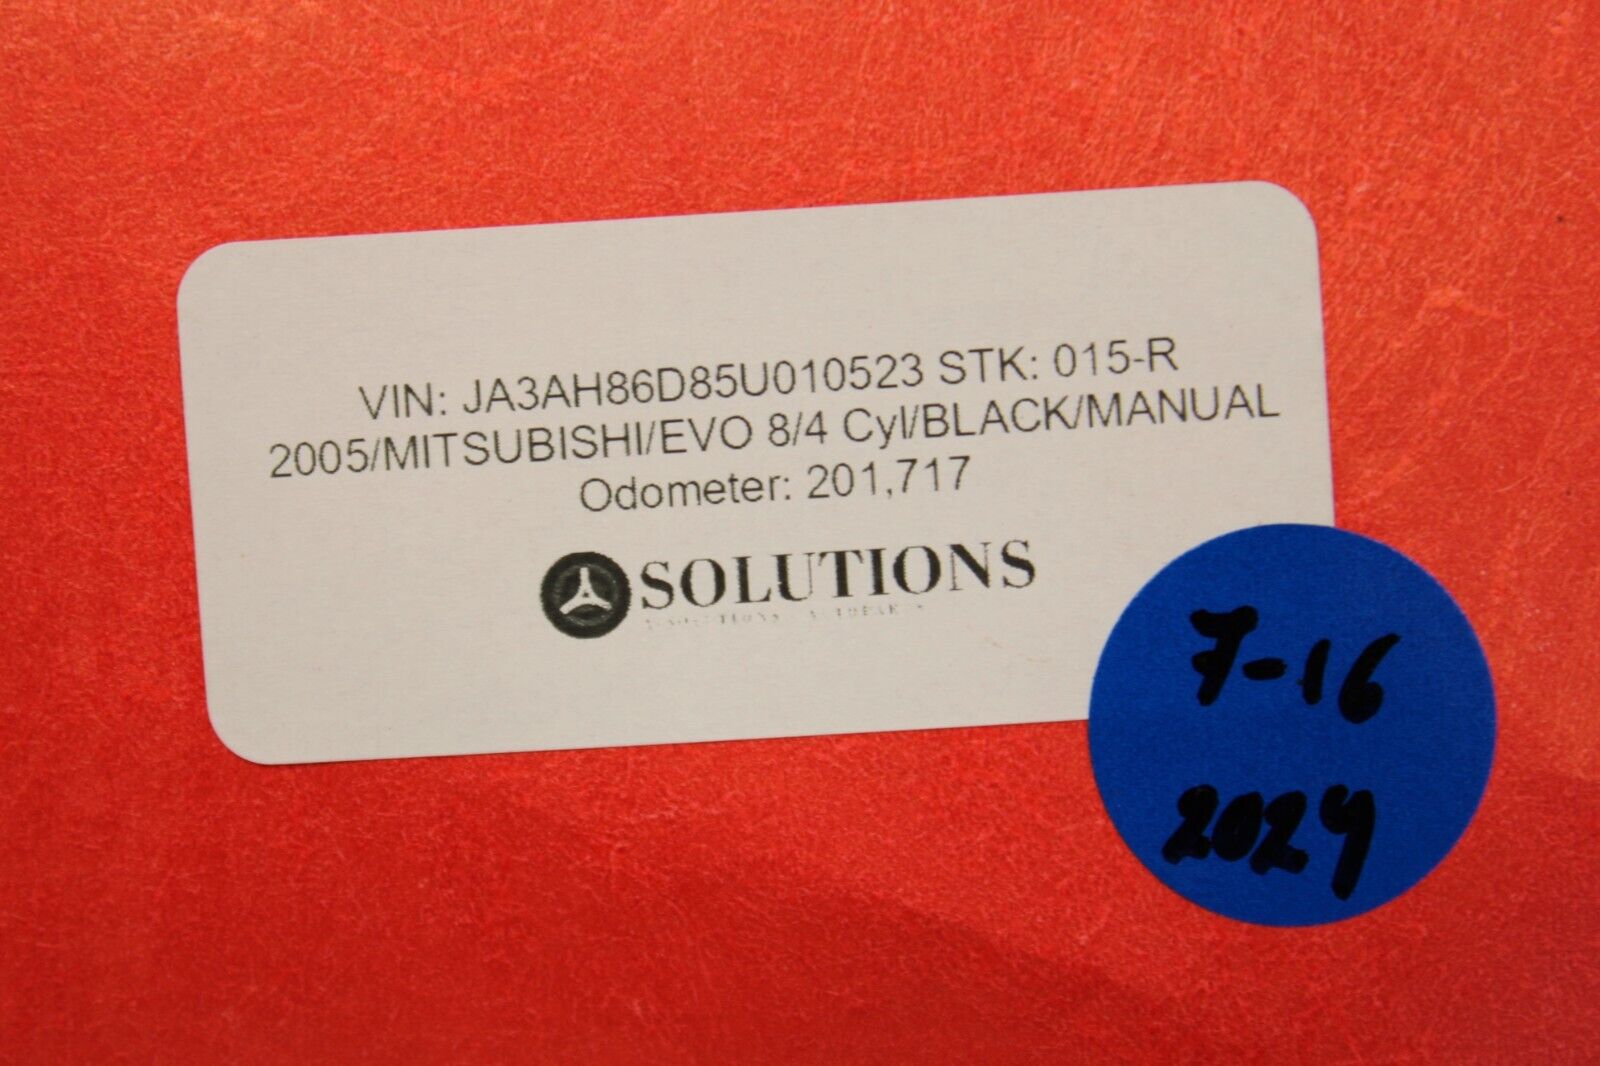 VIN: JA3AH86D85U010523 STK: 015-R
2005/MITSUBISHI/EVO 8/4 Cyl/BLACK/MANUAL
Odometer: 201,717
SOLUTIONS
7-16
2024